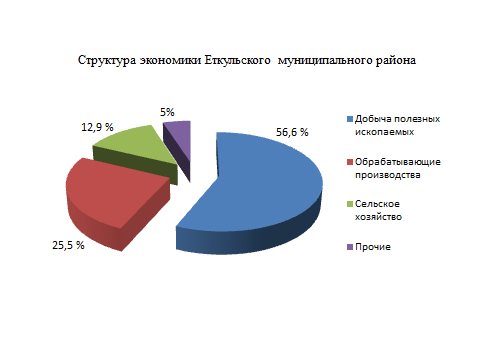 Структура экономики Еткульского муниципального района
5%
12,9 %
56,6 %
25,5 %
Добыча полезных
ископаемых
Обрабатывающие
производства
Сельское
хозяйство
Прочие